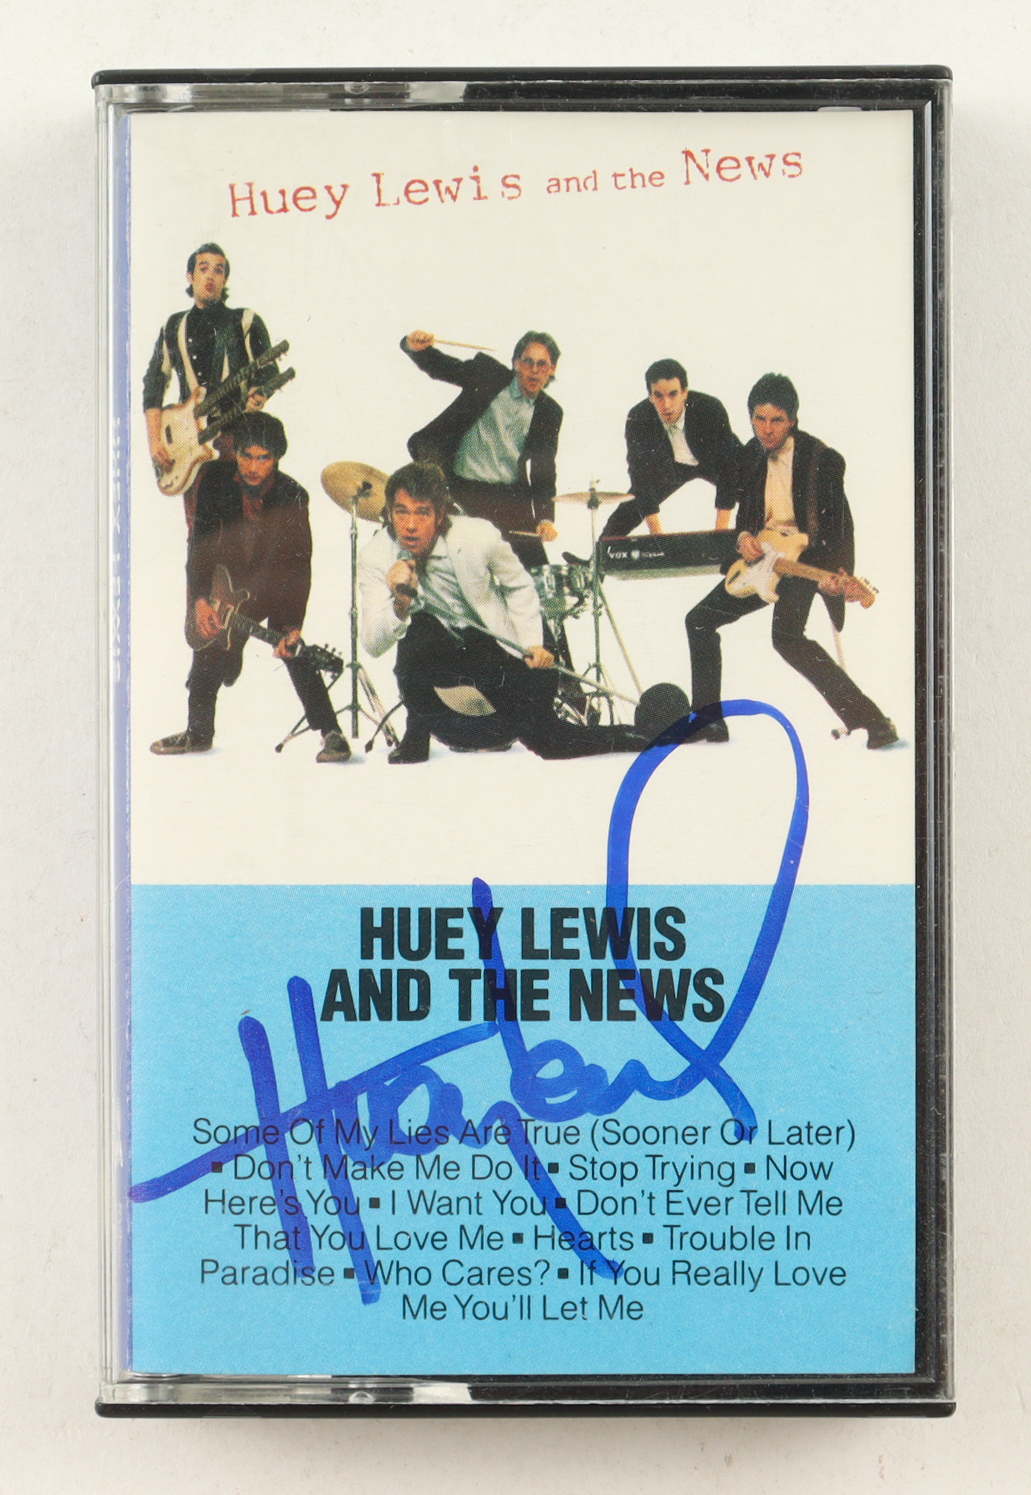 Huey Lewis and the News
VOX
HUEY LEWIS
AND THE NEWS
Some Of My Lies Are True (Sooner Or Later)
▪ Don't Make Me Do It ▪ Stop Trying ▪ Now
Here's You ▪ I Want You ▪ Don't Ever Tell Me
That You Love Me ▪ Hearts ▪ Trouble In
Paradise ▪ Who Cares? ▪ If You Really Love
Me You'll Let Me